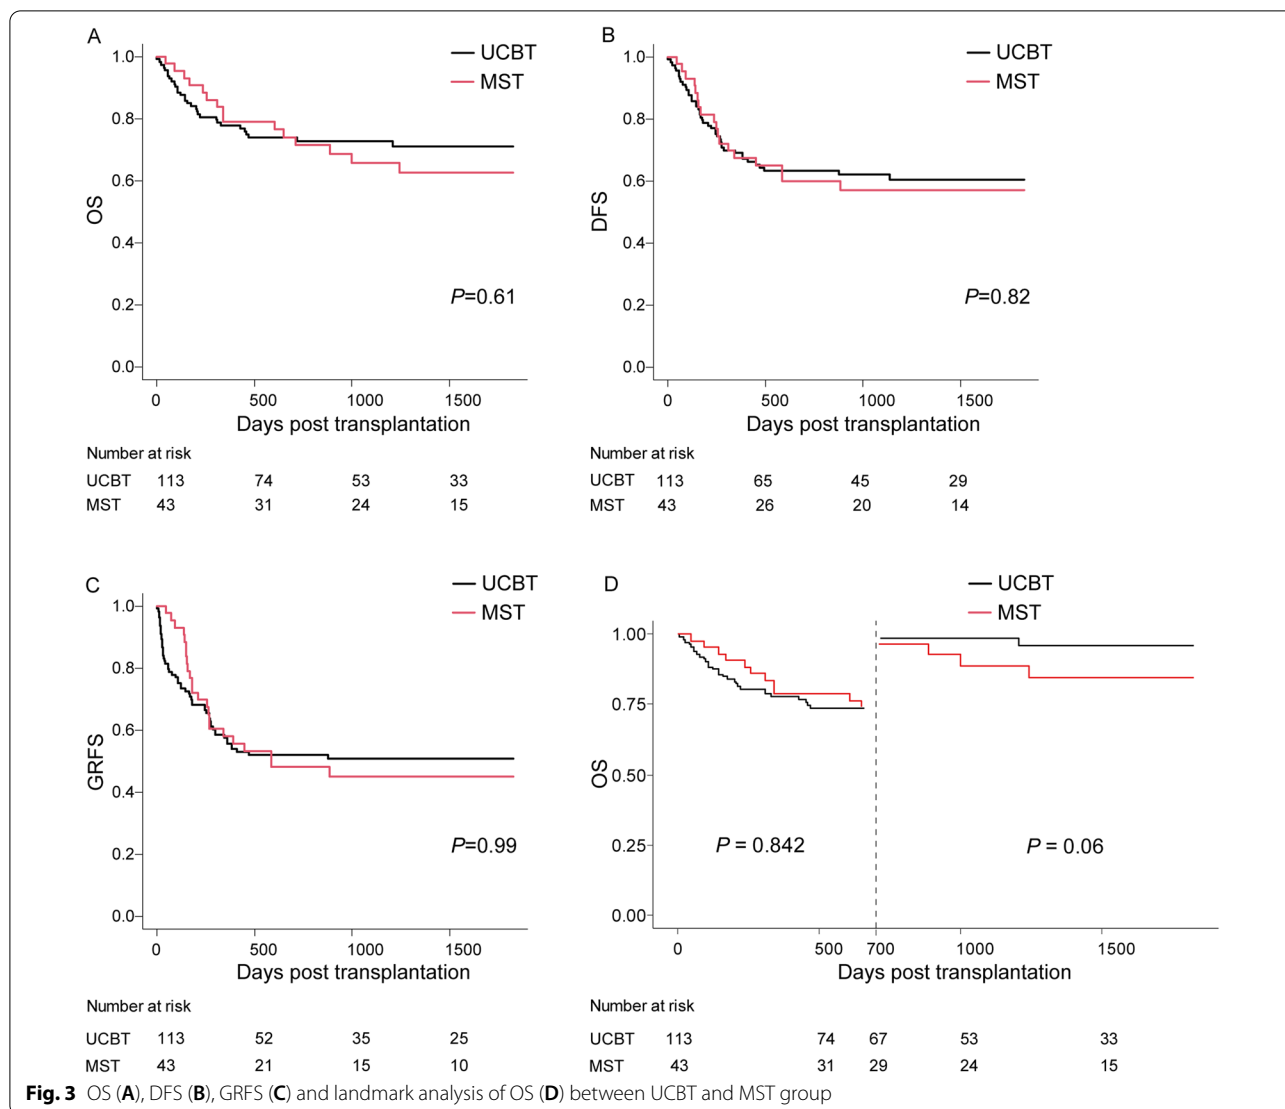 A
UCBT
MST
1.0
0.8
0.6
0.4
0.2
0.0
OS
P=0.61
0 500 1000 1500
Days post transplantation
Number at risk
UCBT 113 74 53 33
MST 43 31 24 15
B
UCBT
MST
1.0
0.8
0.6
0.4
0.2
0.0
DFS
P=0.82
0 500 1000 1500
Days post transplantation
Number at risk
UCBT 113 65 45 29
MST 43 26 20 14
C
UCBT
MST
1.0
0.8
0.6
0.4
0.2
0.0
GRFS
P=0.99
0 500 1000 1500
Days post transplantation
Number at risk
UCBT 113 52 35 25
MST 43 21 15 10
D
UCBT
MST
1.00
0.75
0.50
0.25
0.00
OS
P = 0.842
P = 0.06
0 500 700 1000 1500
Days post transplantation
Number at risk
UCBT 113 74 67 53 33
MST 43 31 29 24 15
Fig. 3 OS (A), DFS (B), GRFS (C) and landmark analysis of OS (D) between UCBT and MST group